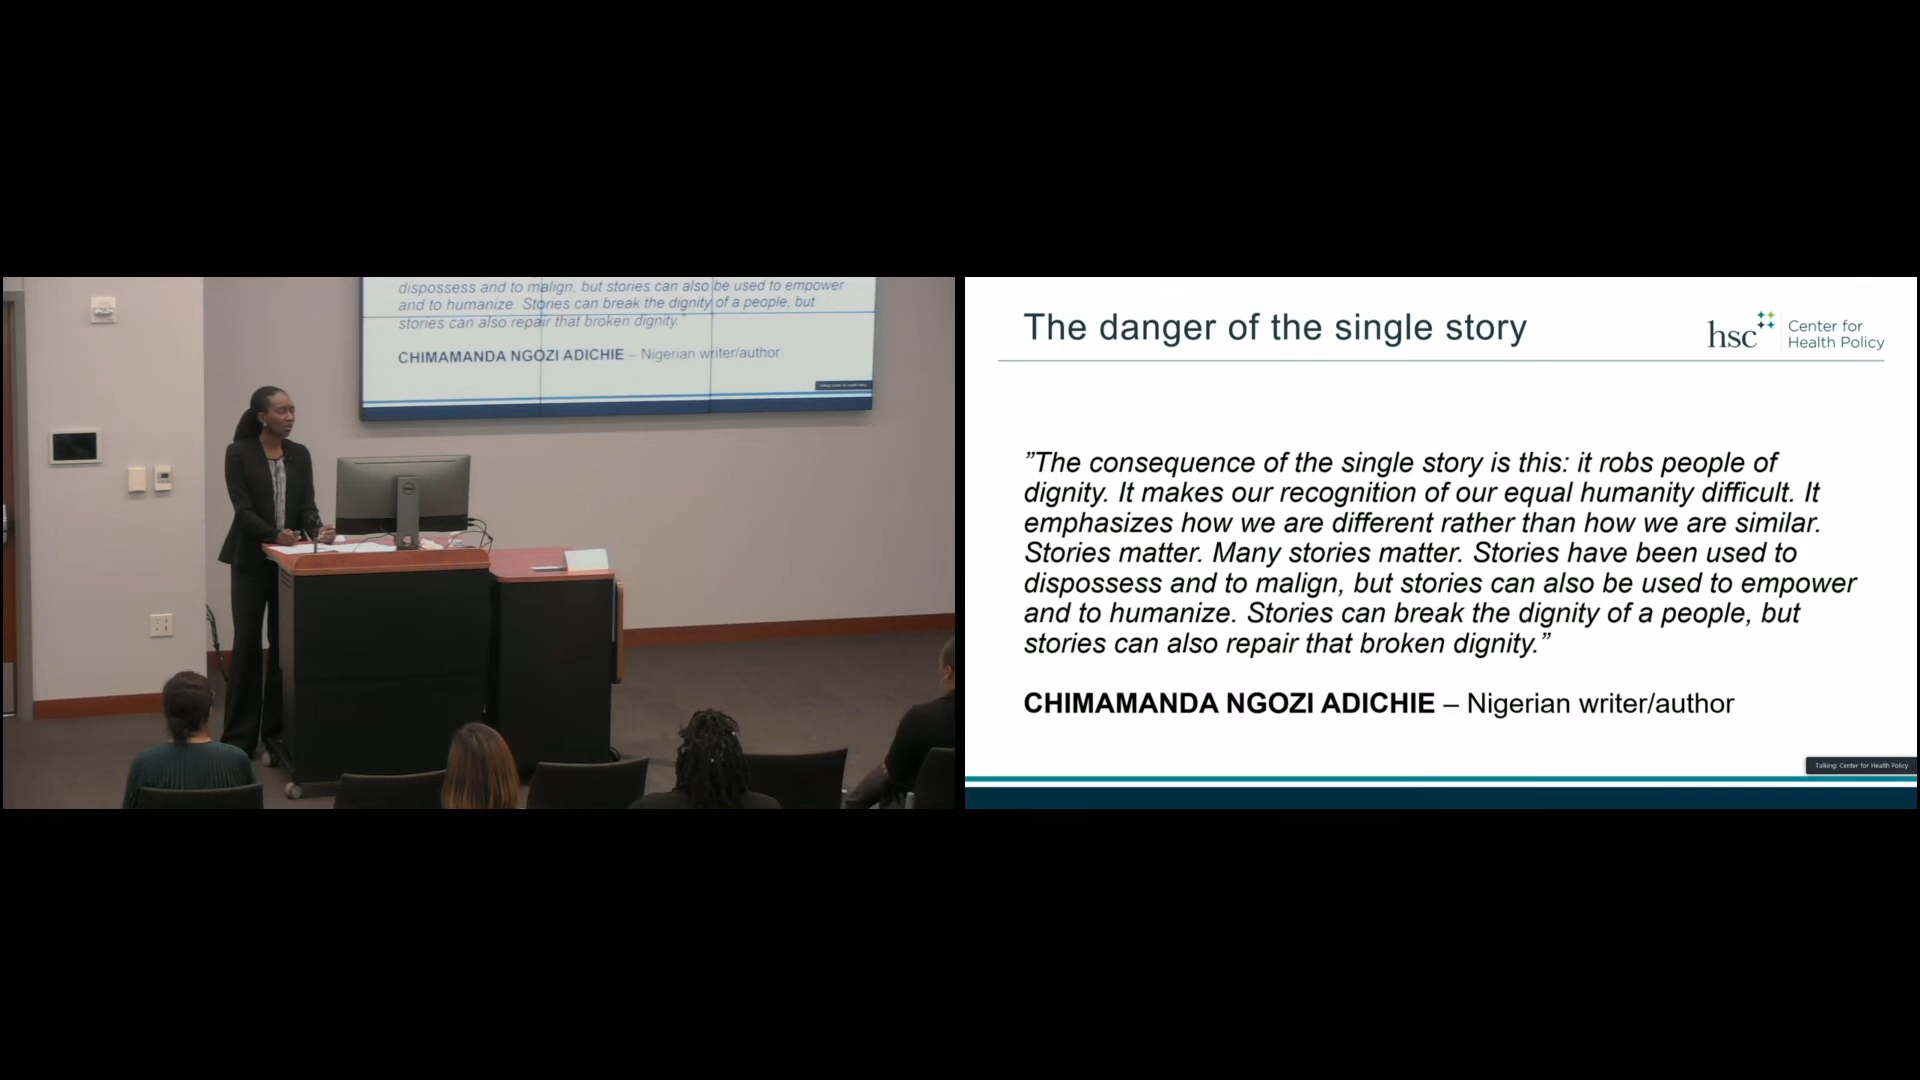 dispossess and to malign, but stories can also be used to empower
and to humanize. Stories can break the dignity of a people, but
stories can also repair that broken dignity.”
CHIMAMANDA NGOZI ADICHIE – Nigerian writer/author
Talking: Center for Health Policy
DELL
The danger of the single story
hsc
Center for
Health Policy
”The consequence of the single story is this: it robs people of
dignity. It makes our recognition of our equal humanity difficult. It
emphasizes how we are different rather than how we are similar.
Stories matter. Many stories matter. Stories have been used to
dispossess and to malign, but stories can also be used to empower
and to humanize. Stories can break the dignity of a people, but
stories can also repair that broken dignity.”
CHIMAMANDA NGOZI ADICHIE – Nigerian writer/author
Talking: Center for Health Policy